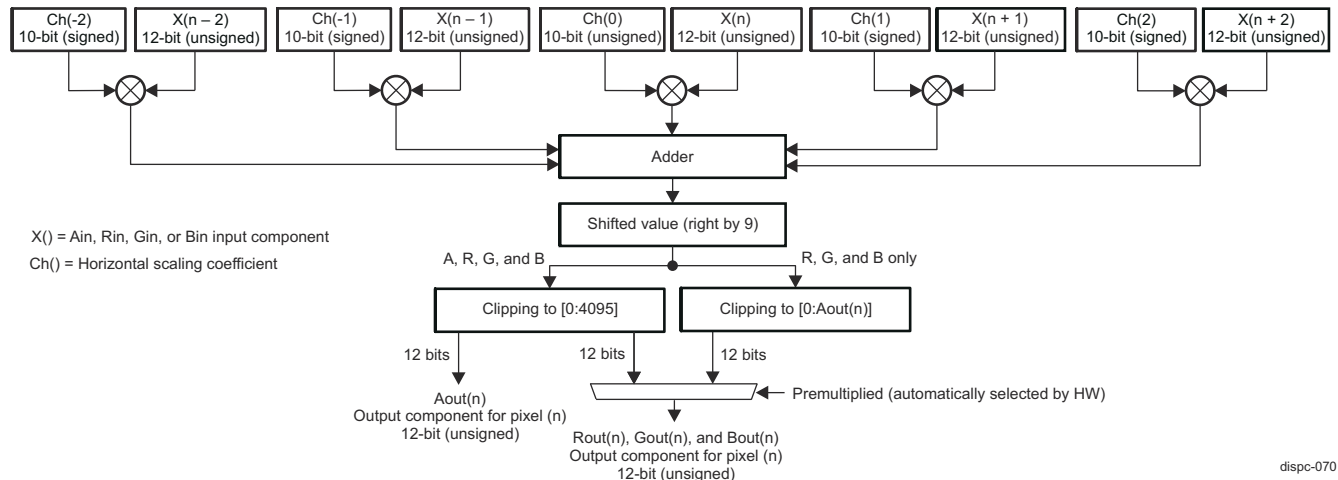 Ch(-2)
10-bit (signed)
X(n – 2)
12-bit (unsigned)
Ch(-1)
10-bit (signed)
X(n – 1)
12-bit (unsigned)
Ch(0)
10-bit (unsigned)
X(n)
12-bit (unsigned)
Ch(1)
10-bit (signed)
X(n + 1)
12-bit (unsigned)
Ch(2)
10-bit (signed)
X(n + 2)
12-bit (unsigned)
Adder
Shifted value (right by 9)
X() = Ain, Rin, Gin, or Bin input component
Ch() = Horizontal scaling coefficient
A, R, G, and B
R, G, and B only
Clipping to [0:4095]
Clipping to [0:Aout(n)]
12 bits
12 bits
12 bits
Aout(n)
Output component for pixel (n)
12-bit (unsigned)
Premultiplied (automatically selected by HW)
Rout(n), Gout(n), and Bout(n)
Output component for pixel (n)
12-bit (unsigned)
dispc-070